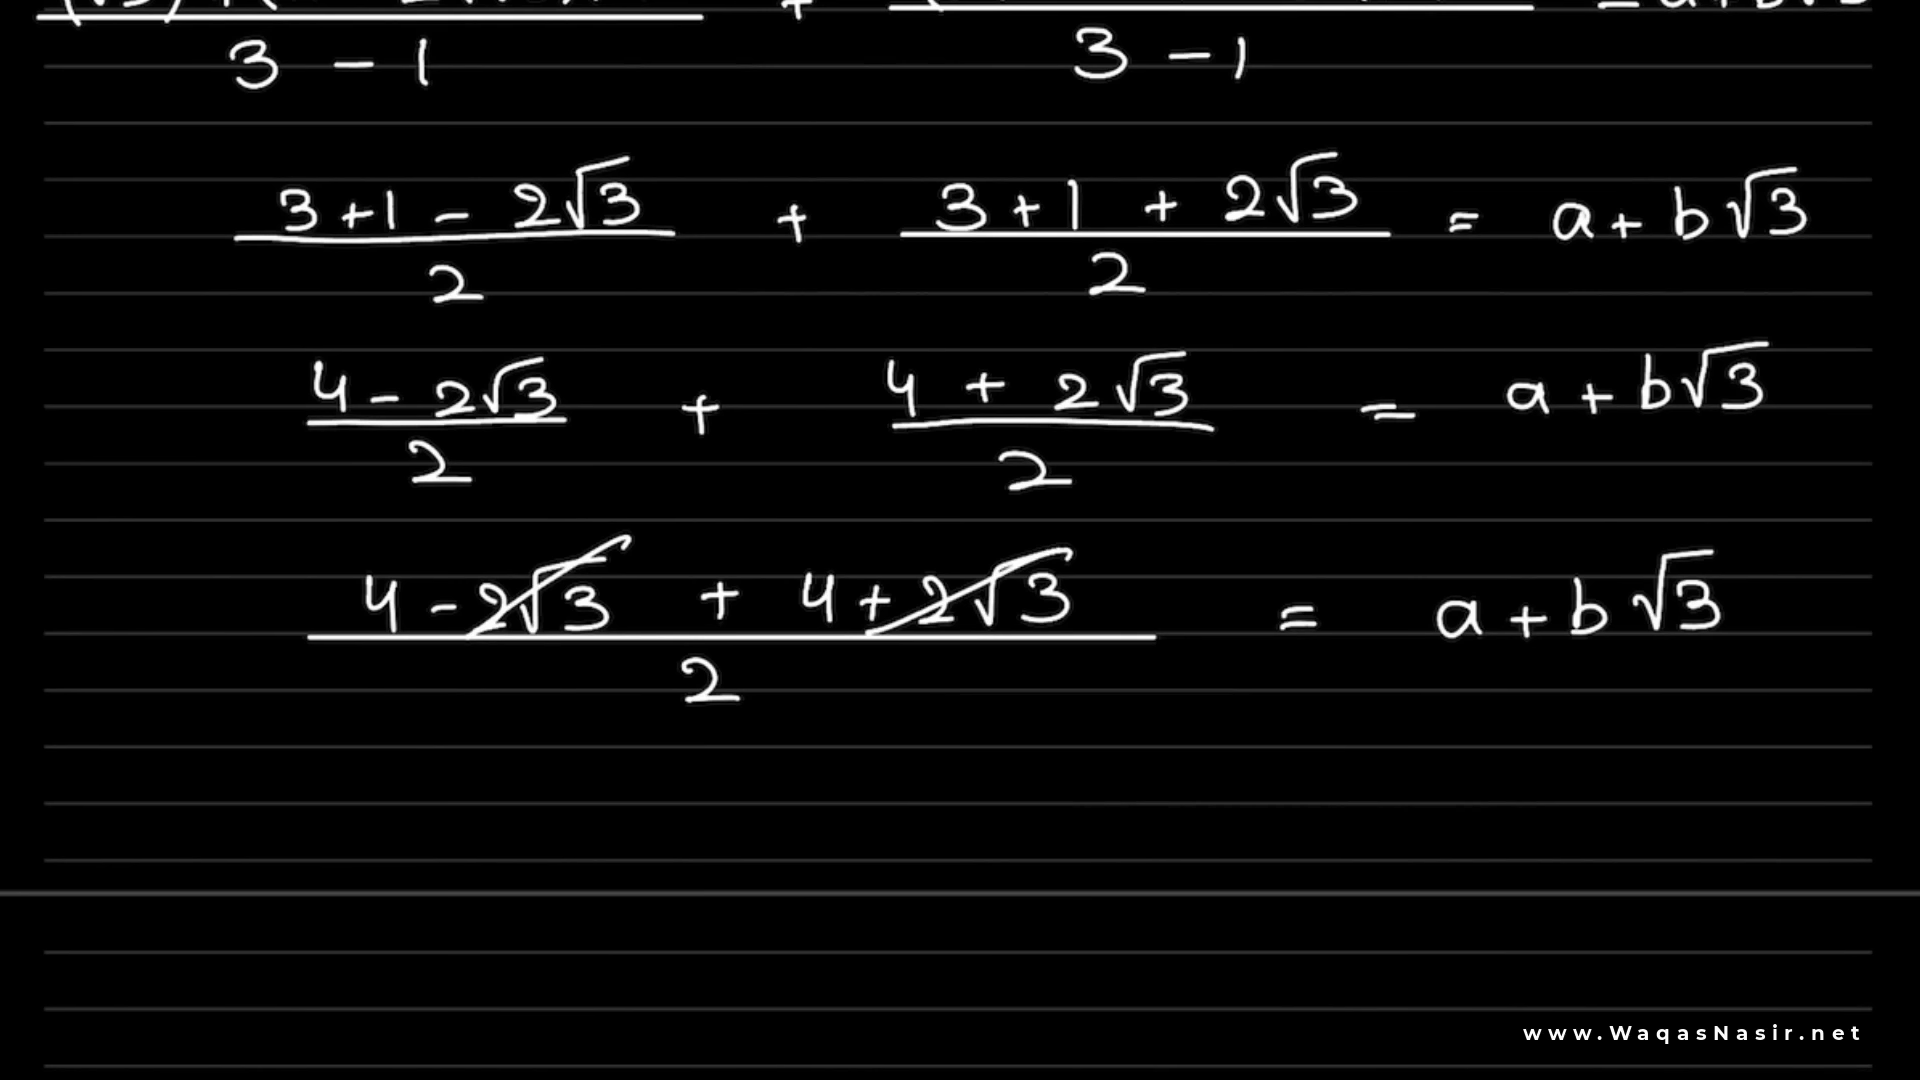 = a+b√3
3 - 1 3 - 1
3+1 - 2√3 + 3+1 + 2√3 = a + b√3
2 2
4 - 2√3 + 4 + 2√3 = a + b√3
2 2
4 - 2√3 + 4 + 2√3 = a + b√3
2
www.WaqasNasir.net